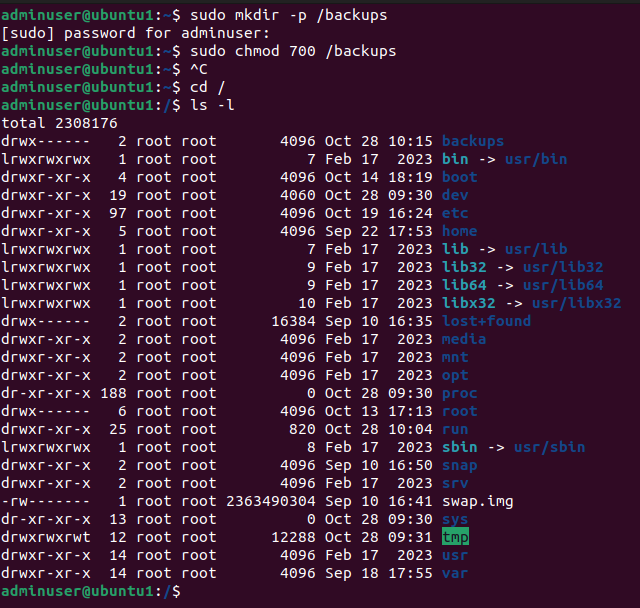 adminuser@ubuntu1:~$ sudo mkdir -p /backups
[sudo] password for adminuser:
adminuser@ubuntu1:~$ sudo chmod 700 /backups
adminuser@ubuntu1:~$ ^C
adminuser@ubuntu1:~$ cd /
adminuser@ubuntu1:/$ ls -l
total 2308176
drwx------   2 root root       4096 Oct 28 10:15 backups
lrwxrwxrwx   1 root root          7 Feb 17  2023 bin -> usr/bin
drwxr-xr-x   4 root root       4096 Oct 14 18:19 boot
drwxr-xr-x  19 root root       4060 Oct 28 09:30 dev
drwxr-xr-x  97 root root       4096 Oct 19 16:24 etc
drwxr-xr-x   5 root root       4096 Sep 22 17:53 home
lrwxrwxrwx   1 root root          7 Feb 17  2023 lib -> usr/lib
lrwxrwxrwx   1 root root          9 Feb 17  2023 lib32 -> usr/lib32
lrwxrwxrwx   1 root root          9 Feb 17  2023 lib64 -> usr/lib64
lrwxrwxrwx   1 root root         10 Feb 17  2023 libx32 -> usr/libx32
drwx------   2 root root      16384 Sep 10 16:35 lost+found
drwxr-xr-x   2 root root       4096 Feb 17  2023 media
drwxr-xr-x   2 root root       4096 Feb 17  2023 mnt
drwxr-xr-x   2 root root       4096 Feb 17  2023 opt
dr-xr-xr-x 188 root root          0 Oct 28 09:30 proc
drwx------   6 root root       4096 Oct 13 17:13 root
drwxr-xr-x  25 root root        820 Oct 28 10:04 run
lrwxrwxrwx   1 root root          8 Feb 17  2023 sbin -> usr/sbin
drwxr-xr-x   2 root root       4096 Sep 10 16:50 snap
drwxr-xr-x   2 root root       4096 Feb 17  2023 srv
-rw-------   1 root root 2363490304 Sep 10 16:41 swap.img
dr-xr-xr-x  13 root root          0 Oct 28 09:30 sys
drwxrwxrwt  12 root root      12288 Oct 28 09:31 tmp
drwxr-xr-x  14 root root       4096 Feb 17  2023 usr
drwxr-xr-x  14 root root       4096 Sep 18 17:55 var
adminuser@ubuntu1:/$